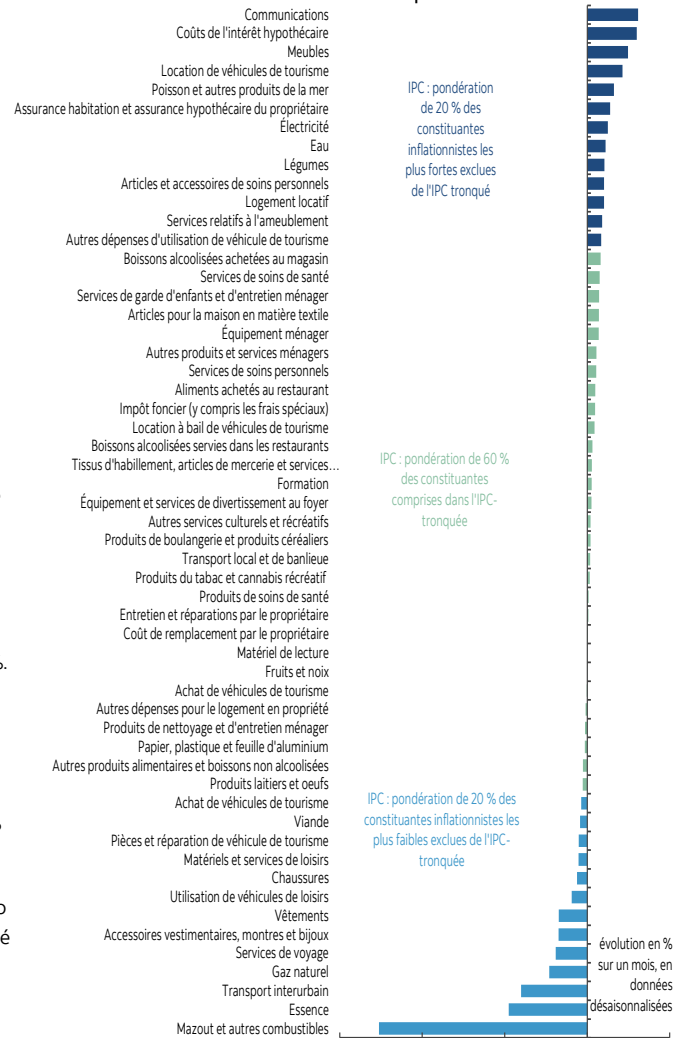 Communications
Coûts de l'intérêt hypothécaire
Meubles
Location de véhicules de tourisme
Poisson et autres produits de la mer
Assurance habitation et assurance hypothécaire du propriétaire
Électricité
Eau
Légumes
Articles et accessoires de soins personnels
Logement locatif
Services relatifs à l'ameublement
Autres dépenses d'utilisation de véhicule de tourisme
Boissons alcoolisées achetées au magasin
Services de soins de santé
Services de garde d'enfants et d'entretien ménager
Articles pour la maison en matière textile
Équipement ménager
Autres produits et services ménagers
Services de soins personnels
Aliments achetés au restaurant
Impôt foncier (y compris les frais spéciaux)
Location à bail de véhicules de tourisme
Boissons alcoolisées servies dans les restaurants
Tissus d'habillement, articles de mercerie et services...
Formation
Équipement et services de divertissement au foyer
Autres services culturels et récréatifs
Produits de boulangerie et produits céréaliers
Transport local et de banlieue
Produits du tabac et cannabis récréatif
Produits de soins de santé
Entretien et réparations par le propriétaire
Coût de remplacement par le propriétaire
Matériel de lecture
Fruits et noix
Achat de véhicules de tourisme
Autres dépenses pour le logement en propriété
Produits de nettoyage et d'entretien ménager
Papier, plastique et feuille d'aluminium
Autres produits alimentaires et boissons non alcoolisées
Produits laitiers et oeufs
Achat de véhicules de tourisme
Viande
Pièces et réparation de véhicule de tourisme
Matériels et services de loisirs
Chaussures
Utilisation de véhicules de loisirs
Vêtements
Accessoires vestimentaires, montres et bijoux
Services de voyage
Gaz naturel
Transport interurbain
Essence
Mazout et autres combustibles
IPC : pondération
de 20 % des
constituantes
inflationnistes les
plus fortes exclues
de l'IPC tronqué
IPC : pondération de 60 %
des constituantes
comprises dans l'IPC-
tronquée
IPC : pondération de 20 % des
constituantes inflationnistes les
plus faibles exclues de l'IPC-
tronquée
évolution en %
sur un mois, en
données
désaisonnalisées